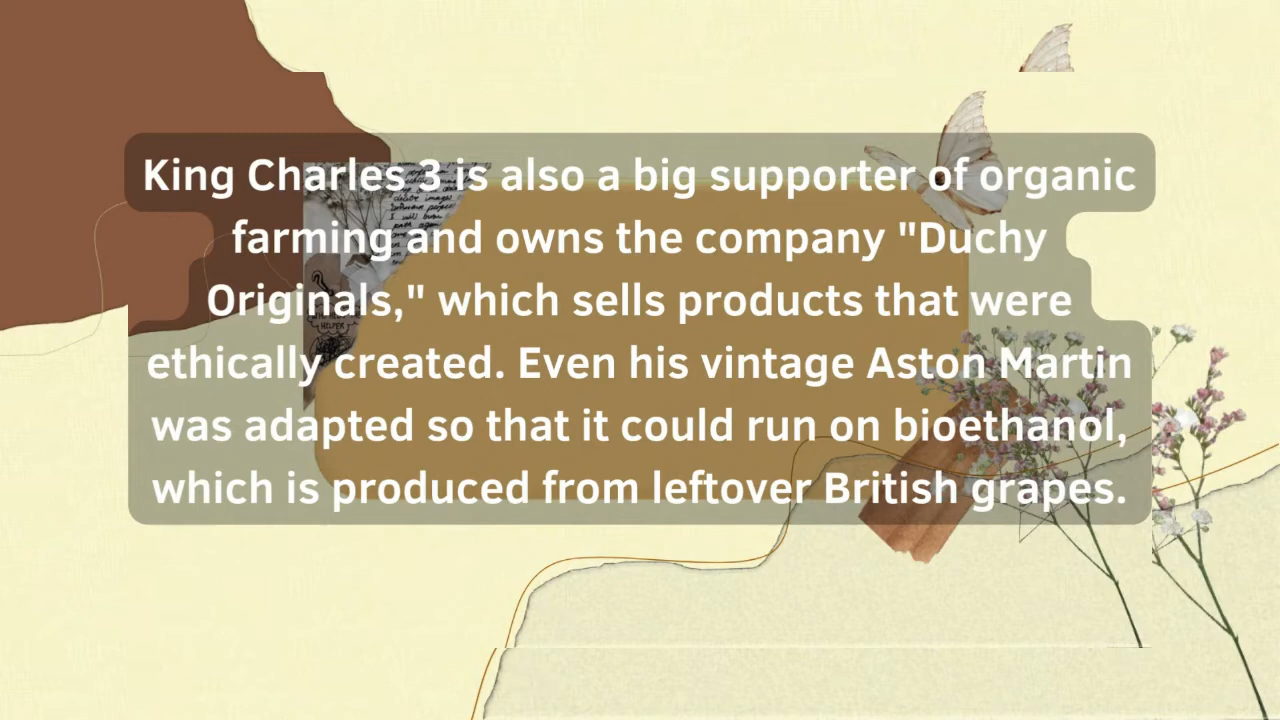 King Charles 3 is also a big supporter of organic
farming and owns the company "Duchy
Originals," which sells products that were
ethically created. Even his vintage Aston Martin
was adapted so that it could run on bioethanol,
which is produced from leftover British grapes.